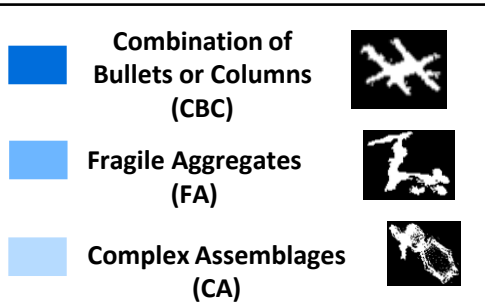 Combination of
Bullets or Columns
(CBC)
Fragile Aggregates
(FA)
Complex Assemblages
(CA)